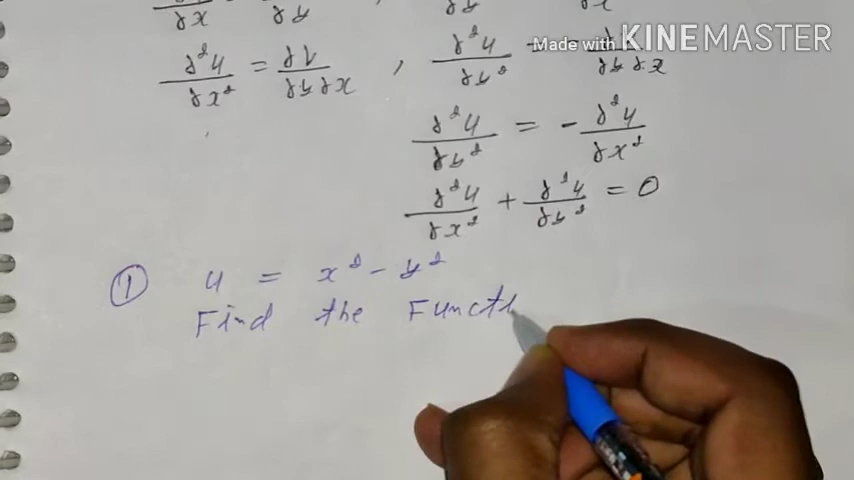 ∂x ∂y , ∂y ∂x
∂²u/∂x² = ∂v/∂y∂x , ∂²u/∂y² = - ∂/∂y∂x
Made with KINEMASTER
∂²u/∂y² = - ∂²u/∂x²
∂²u/∂x² + ∂²u/∂y² = 0
① u = x² - y²
Find the Functi